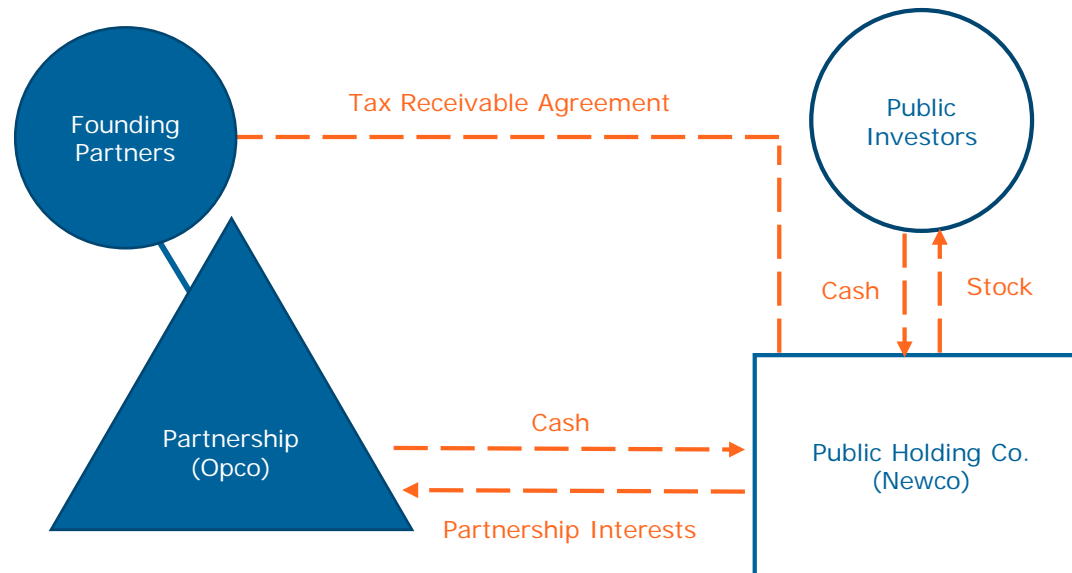 Tax Receivable Agreement
Founding
Partners
Public
Investors
Cash
Stock
Partnership
(Opco)
Cash
Partnership Interests
Public Holding Co.
(Newco)